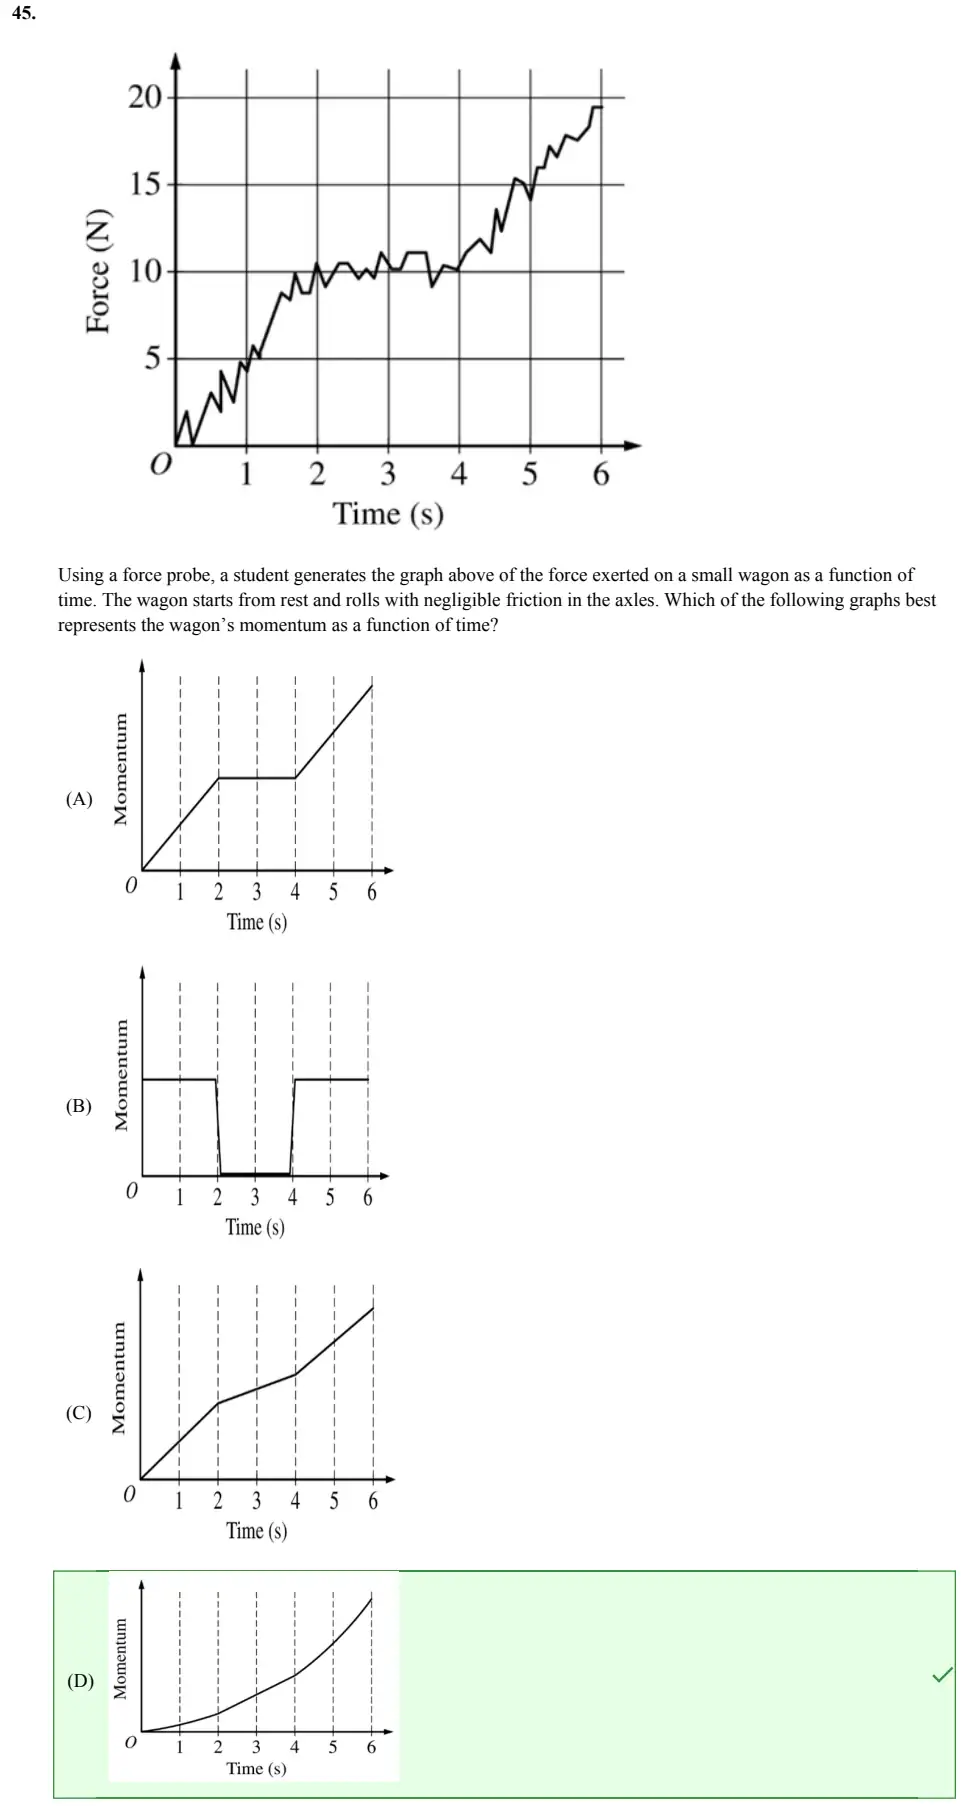 45.
20
15
10
5
Force (N)
O 1 2 3 4 5 6
Time (s)
Using a force probe, a student generates the graph above of the force exerted on a small wagon as a function of
time. The wagon starts from rest and rolls with negligible friction in the axles. Which of the following graphs best
represents the wagon’s momentum as a function of time?
(A)
Momentum
0 1 2 3 4 5 6
Time (s)
(B)
Momentum
0 1 2 3 4 5 6
Time (s)
(C)
Momentum
0 1 2 3 4 5 6
Time (s)
(D)
Momentum
O 1 2 3 4 5 6
Time (s)